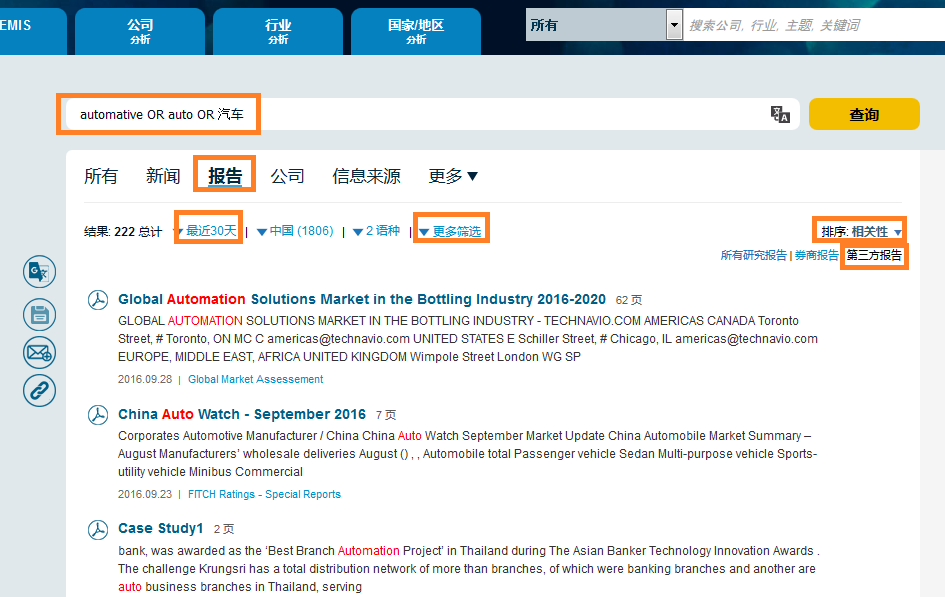 EMIS
公司
分析
行业
分析
国家/地区
分析
所有
搜索公司, 行业, 主题, 关键词
automative OR auto OR 汽车
查询
所有 新闻 报告 公司 信息来源 更多
结果: 222 总计 最近30天 | 中国 (1806) | 2 语种 | 更多筛选 排序: 相关性
所有研究报告 | 券商报告 第三方报告
Global Automation Solutions Market in the Bottling Industry 2016-2020 62 页
GLOBAL AUTOMATION SOLUTIONS MARKET IN THE BOTTLING INDUSTRY - TECHNAVIO.COM AMERICAS CANADA Toronto
Street, # Toronto, ON MC C americas@technavio.com UNITED STATES E Schiller Street, # Chicago, IL americas@technavio.com
EUROPE, MIDDLE EAST, AFRICA UNITED KINGDOM Wimpole Street London WG SP
2016.09.28 | Global Market Assessement
China Auto Watch - September 2016 7 页
Corporates Automotive Manufacturer / China China Auto Watch September Market Update China Automobile Market Summary –
August Manufacturers' wholesale deliveries August () , , Automobile total Passenger vehicle Sedan Multi-purpose vehicle Sports-
utility vehicle Minibus Commercial
2016.09.23 | FITCH Ratings - Special Reports
Case Study1 2 页
bank, was awarded as the 'Best Branch Automation Project' in Thailand during The Asian Banker Technology Innovation Awards .
The challenge Krungsri has a total distribution network of more than branches, of which were banking branches and another are
auto business branches in Thailand, serving